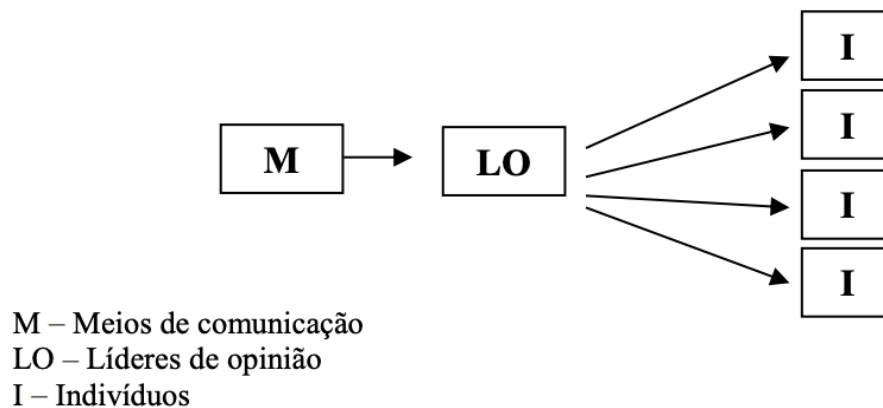 I
I
M
LO
I
I
M – Meios de comunicação
LO – Líderes de opinião
I – Indivíduos